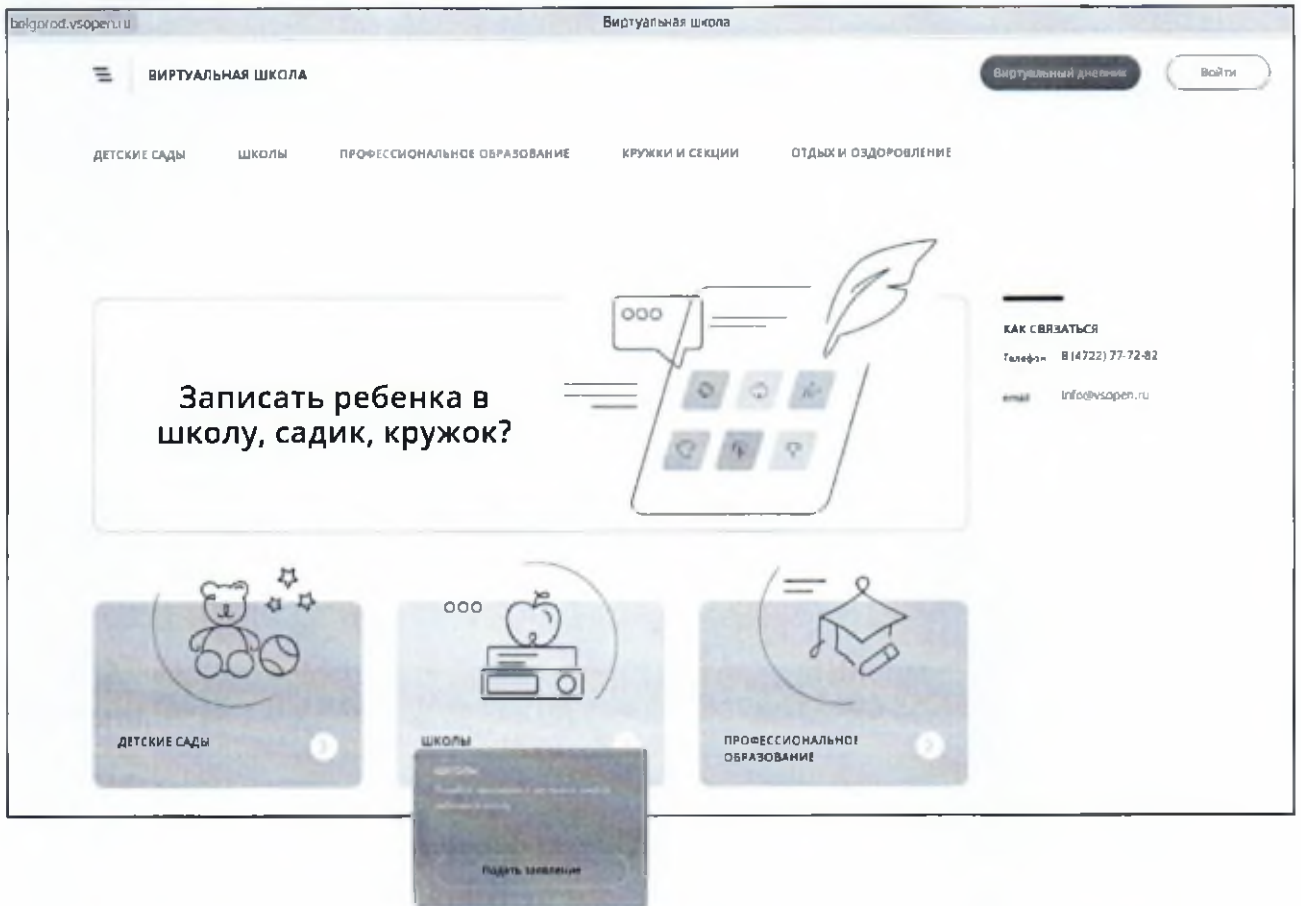 belgorod.vsopen.ru
Виртуальная школа
ВИРТУАЛЬНАЯ ШКОЛА
Виртуальный дневник
Войти
ДЕТСКИЕ САДЫ
ШКОЛЫ
ПРОФЕССИОНАЛЬНОЕ ОБРАЗОВАНИЕ
КРУЖКИ И СЕКЦИИ
ОТДЫХ И ОЗДОРОВЛЕНИЕ
Записать ребенка в
школу, садик, кружок?
КАК СВЯЗАТЬСЯ
Телефон 8 (4722) 77-72-82
email info@vsopen.ru
ДЕТСКИЕ САДЫ
ШКОЛЫ
ПРОФЕССИОНАЛЬНОЕ
ОБРАЗОВАНИЕ
ШКОЛЫ
Подать заявление